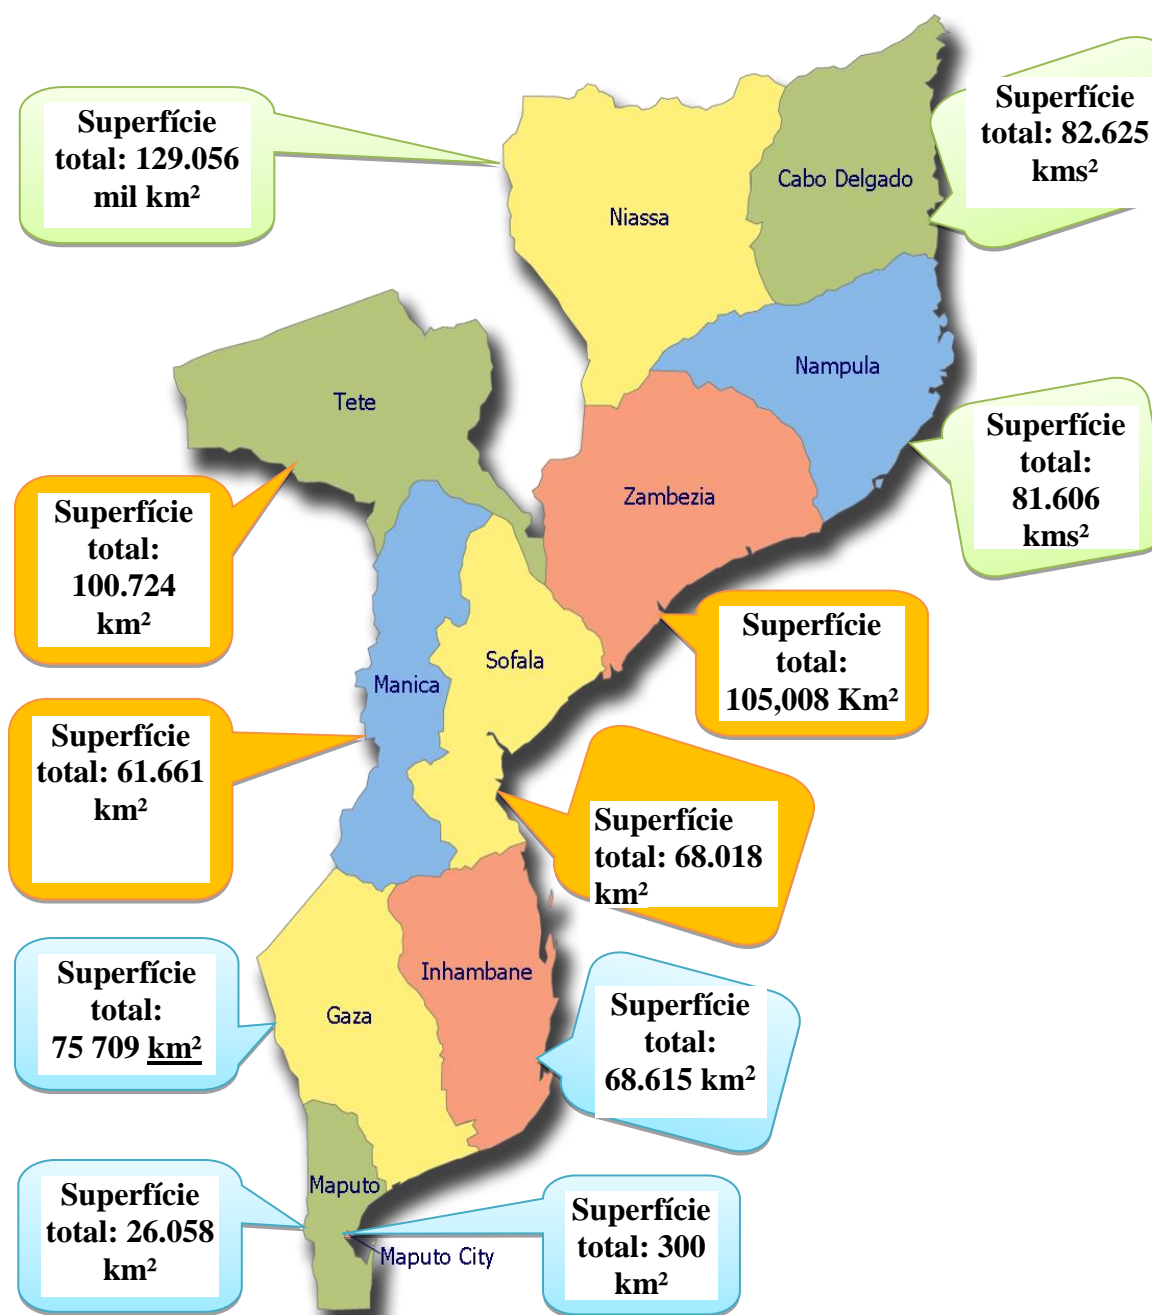 Superfície
total: 129.056
mil km²
Superfície
total: 82.625
kms²
Cabo Delgado
Niassa
Nampula
Tete
Superfície
total:
81.606
kms²
Zambezia
Superfície
total:
100.724
km²
Superfície
total:
105,008 Km²
Sofala
Manica
Superfície
total: 61.661
km²
Superfície
total: 68.018
km²
Inhambane
Gaza
Superfície
total:
75 709 km²
Superfície
total:
68.615 km²
Maputo
Superfície
total: 26.058
km²
Superfície
total: 300
km²
Maputo City